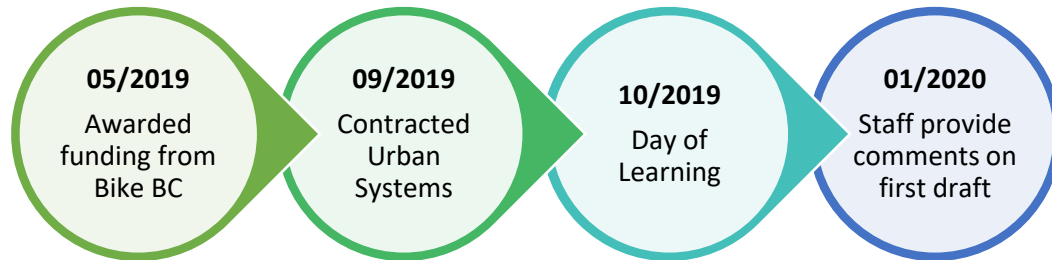 05/2019
Awarded
funding from
Bike BC
09/2019
Contracted
Urban
Systems
10/2019
Day of
Learning
01/2020
Staff provide
comments on
first draft